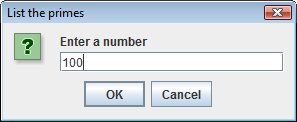 List the primes
?
Enter a number
100
OK Cancel